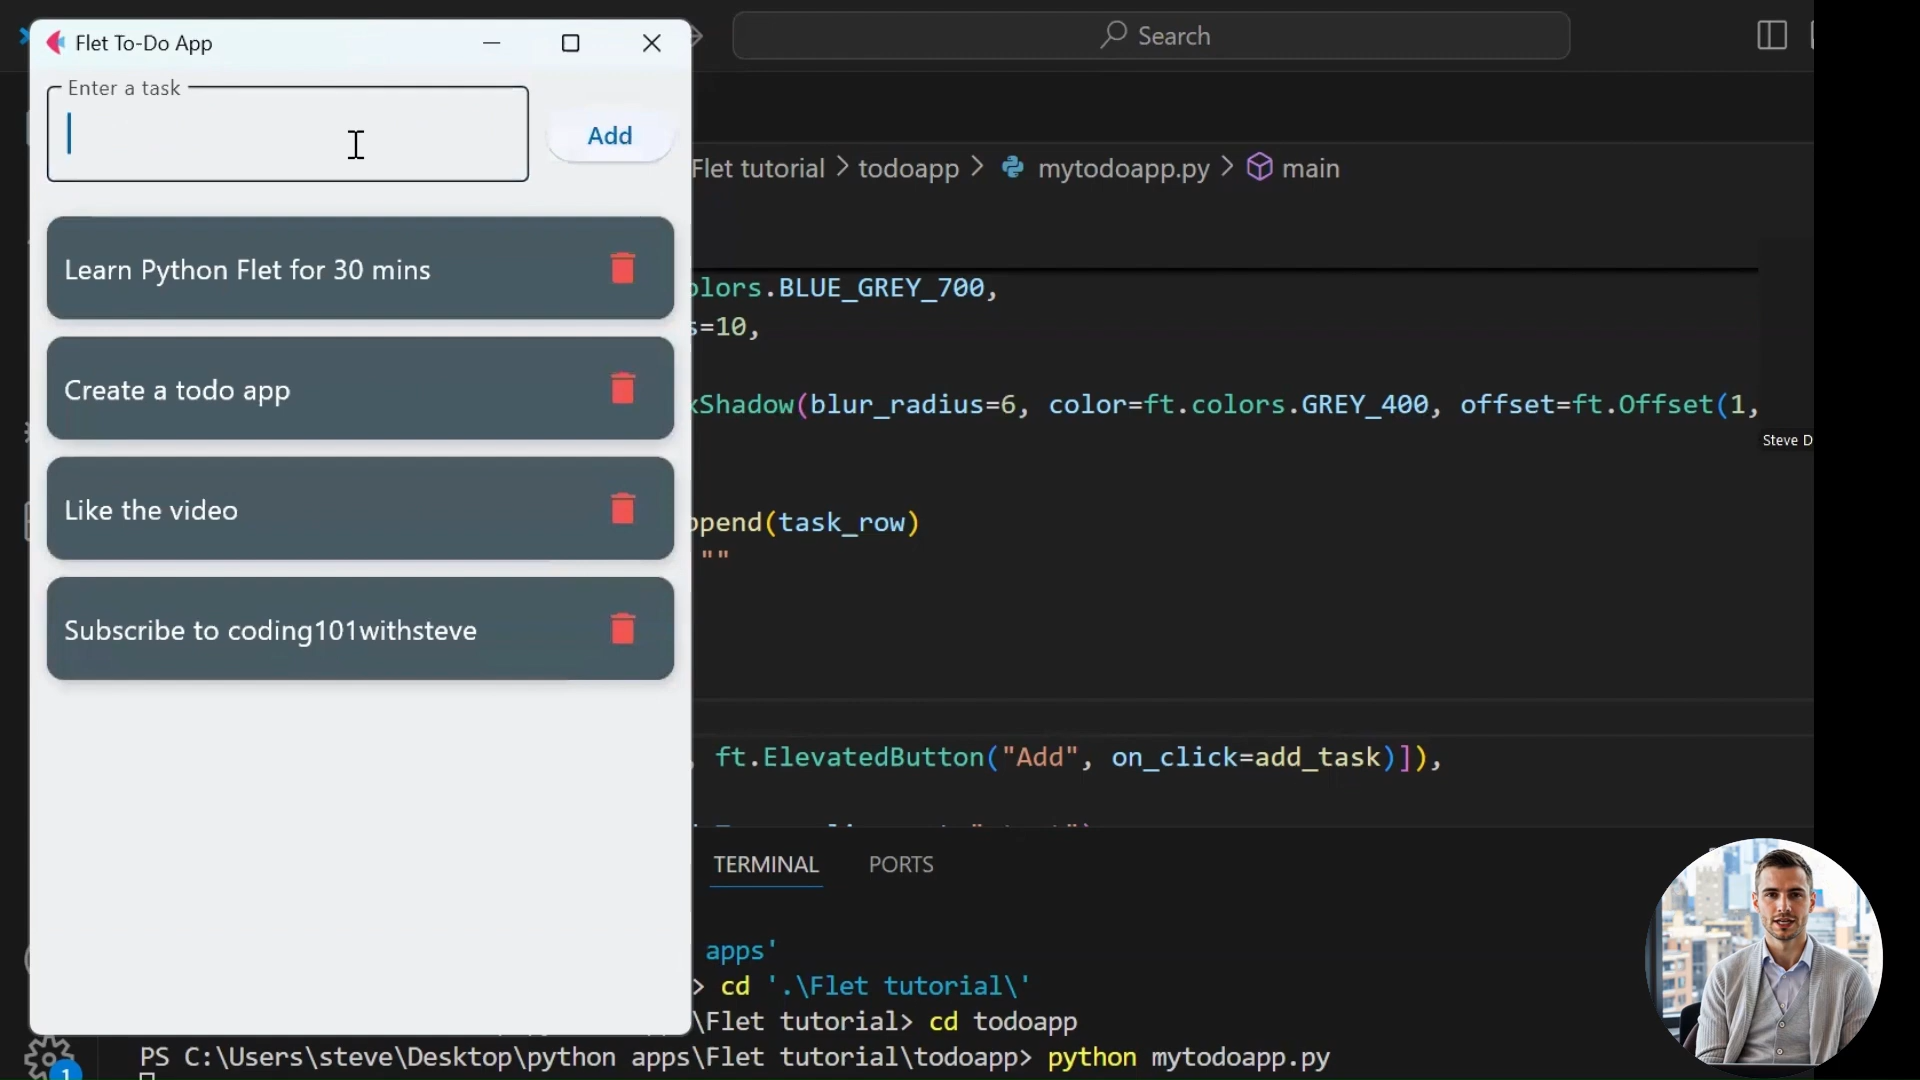 Flet To-Do App
Search
Enter a task
Add
Flet tutorial > todoapp > mytodoapp.py > main
Learn Python Flet for 30 mins
Create a todo app
Like the video
Subscribe to coding101withsteve
olors.BLUE_GREY_700,
s=10,
xShadow(blur_radius=6, color=ft.colors.GREY_400, offset=ft.Offset(1,
Steve D
ppend(task_row)
""
, ft.ElevatedButton("Add", on_click=add_task)]),
TERMINAL PORTS
apps'
> cd '.\Flet tutorial\'
\Flet tutorial> cd todoapp
PS C:\Users\steve\Desktop\python apps\Flet tutorial\todoapp> python mytodoapp.py
1